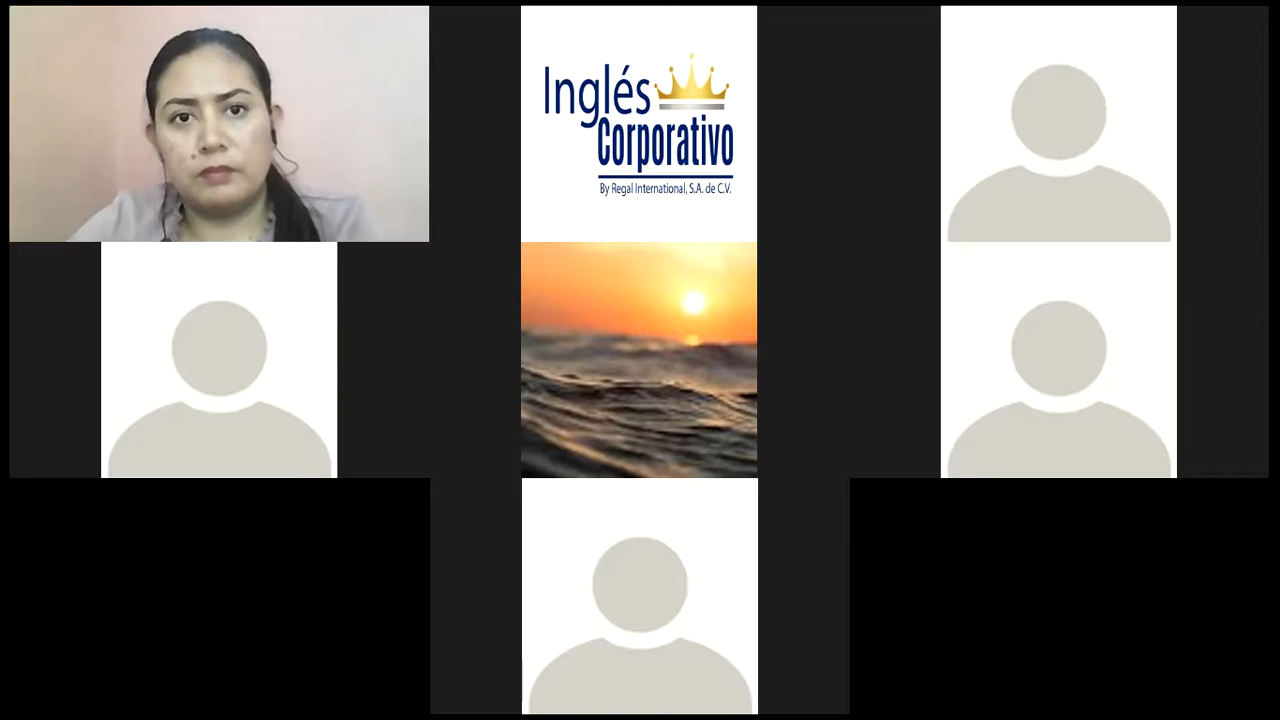 Inglés
Corporativo
By Regal International, S.A. de C.V.